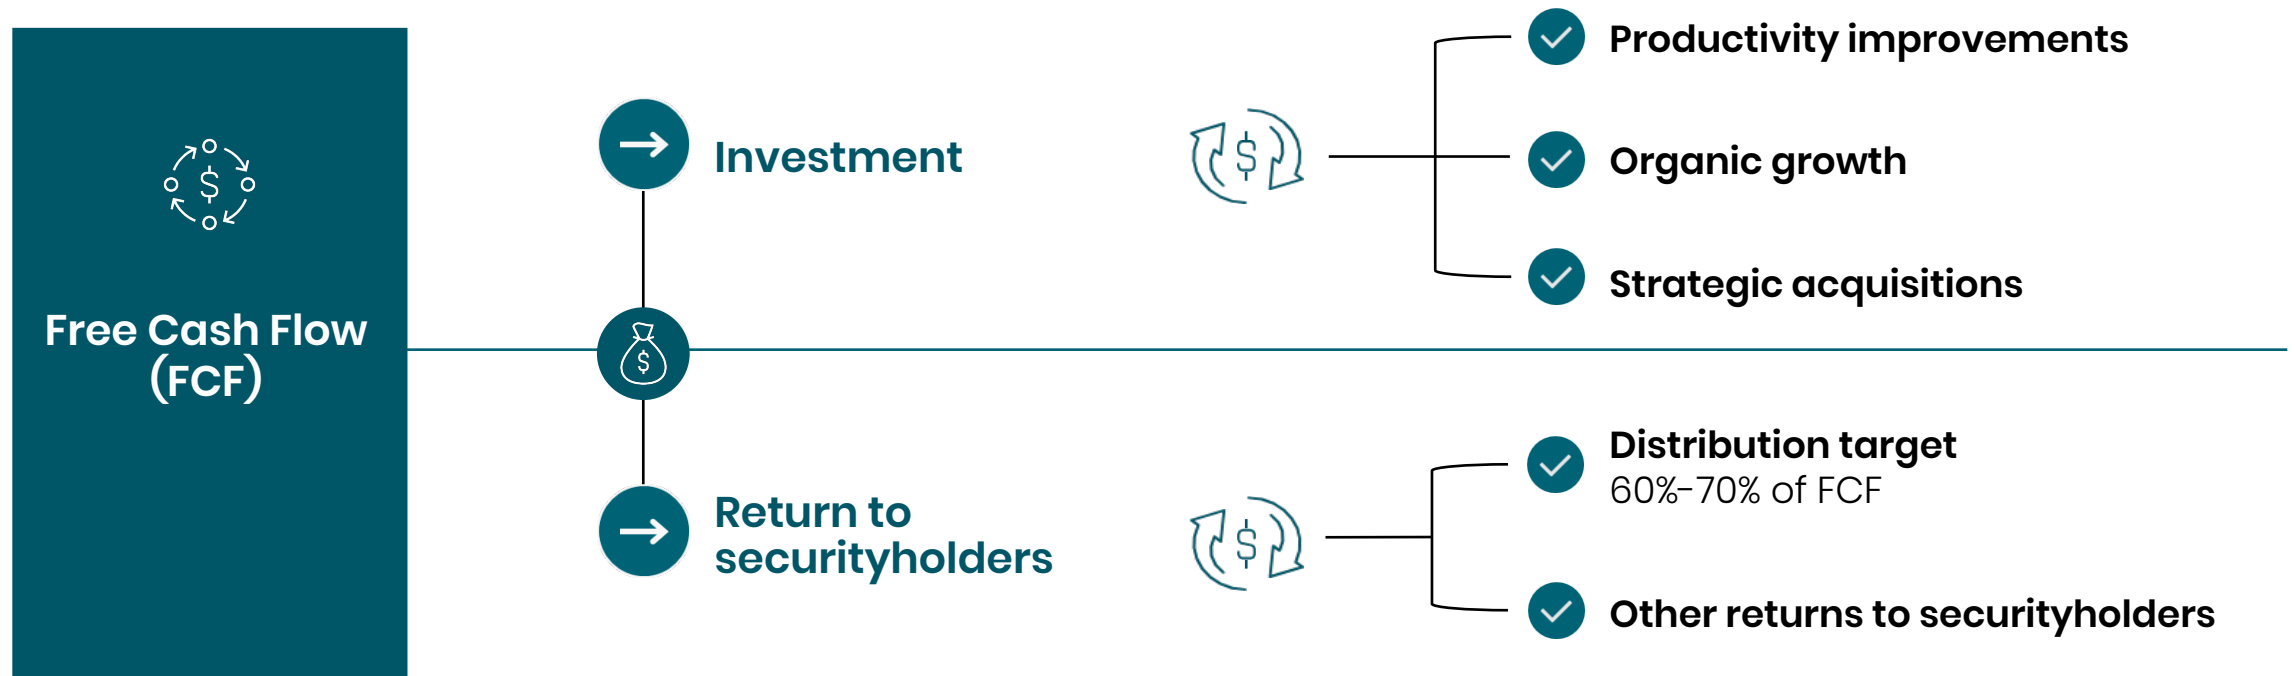 Free Cash Flow
(FCF)
Investment
Productivity improvements
Organic growth
Strategic acquisitions
Return to
securityholders
Distribution target
60%-70% of FCF
Other returns to securityholders